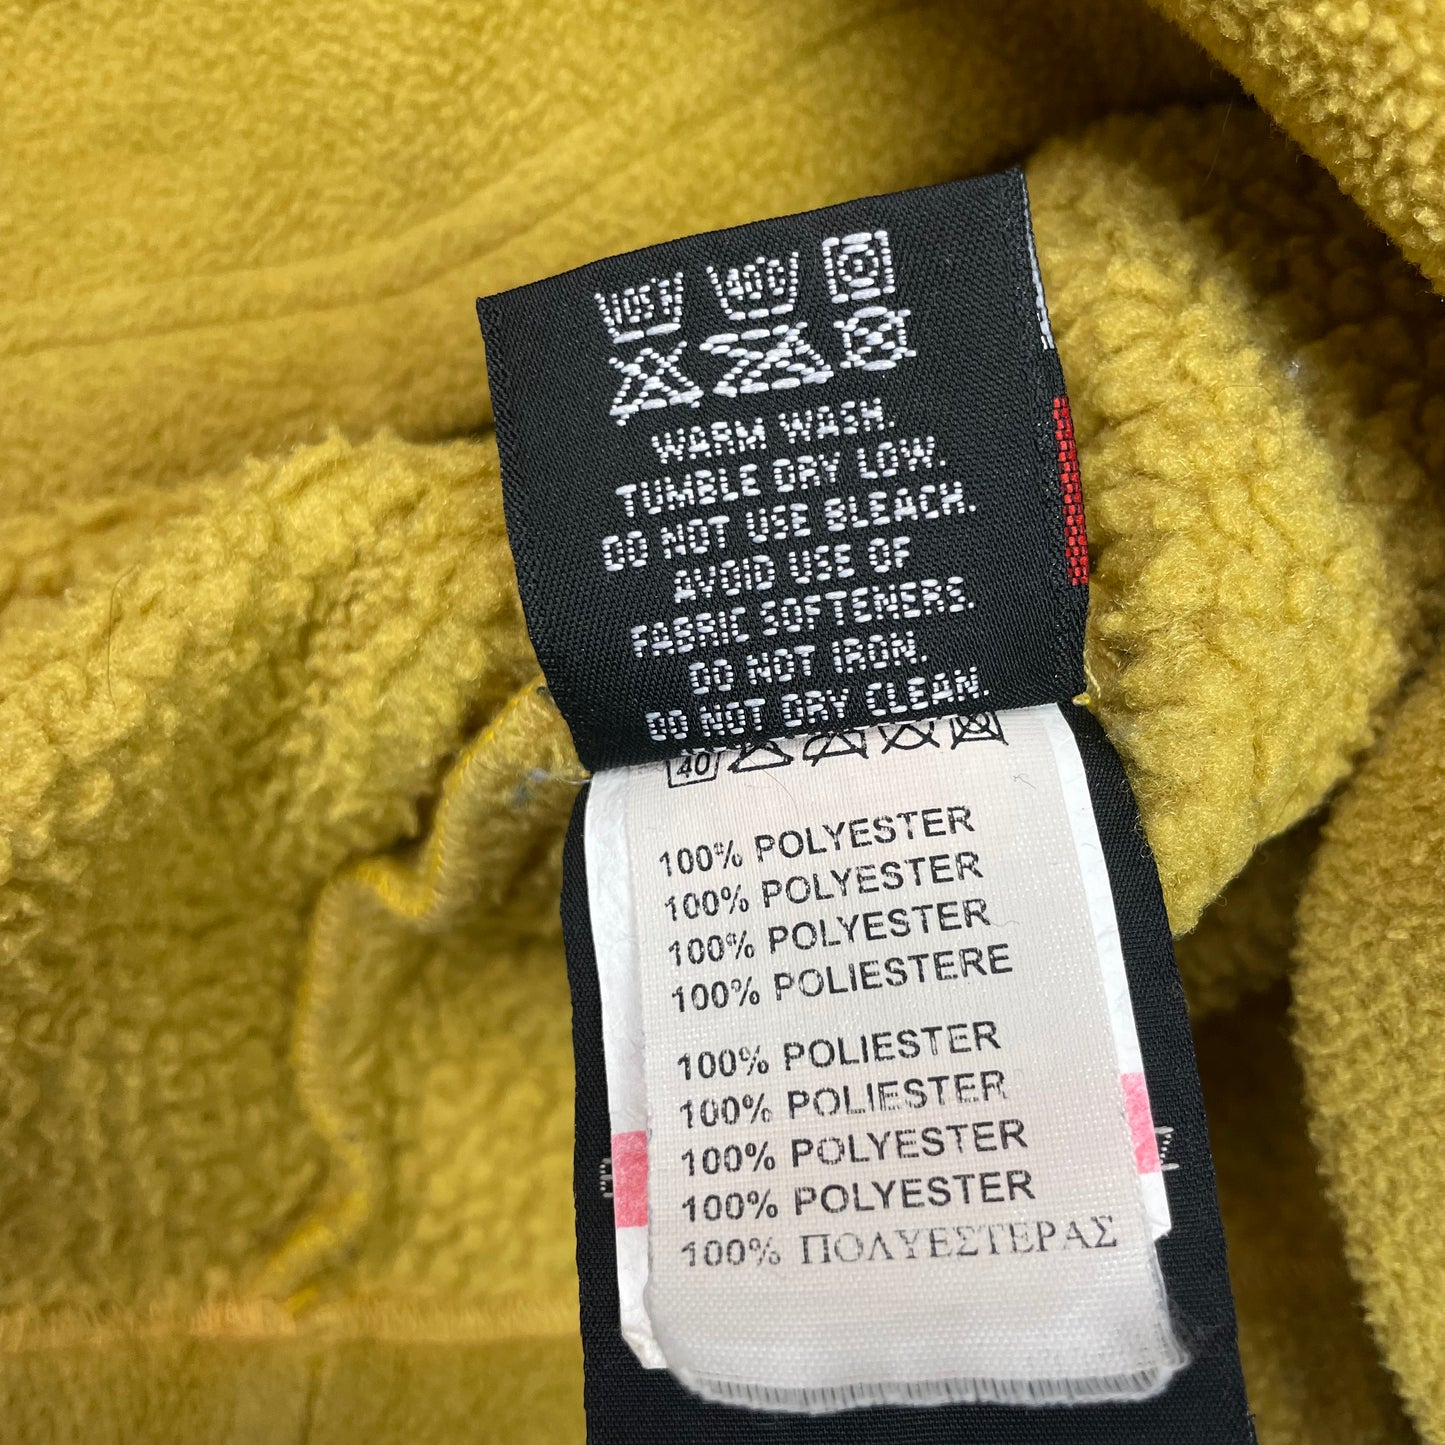 105F 40C
WARM WASH.
TUMBLE DRY LOW.
DO NOT USE BLEACH.
AVOID USE OF
FABRIC SOFTENERS.
DO NOT IRON.
DO NOT DRY CLEAN.
40
100% POLYESTER
100% POLYESTER
100% POLYESTER
100% POLIESTERE
100% POLIESTER
100% POLIESTER
100% POLYESTER
100% POLYESTER
100% ΠΟΛΥΕΣΤΕΡΑΣ